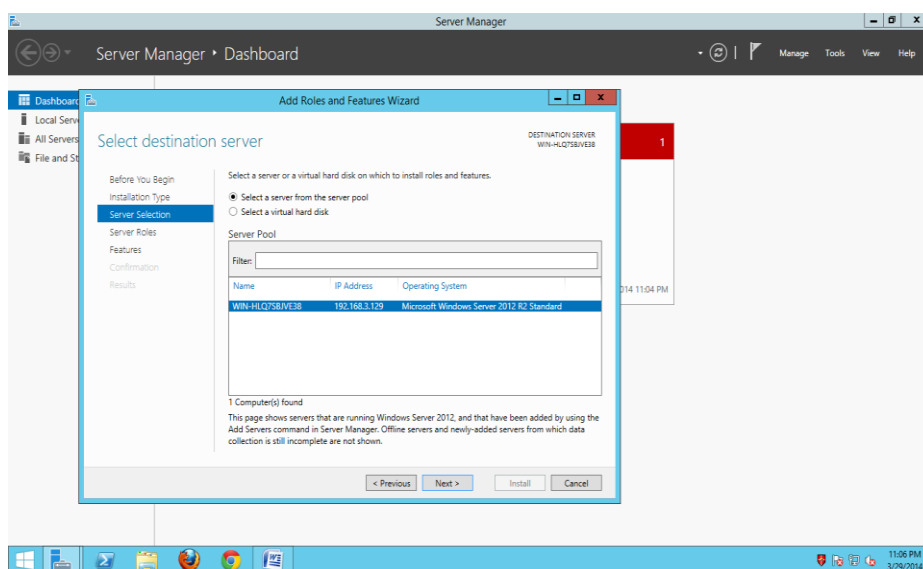 Server Manager
Server Manager • Dashboard
Manage Tools View Help
Dashboard
Local Serv
All Servers
File and St
1
014 11:04 PM
Add Roles and Features Wizard
Select destination server
DESTINATION SERVER
WIN-HLQ7SBJVE38
Before You Begin
Installation Type
Server Selection
Server Roles
Features
Confirmation
Results
Select a server or a virtual hard disk on which to install roles and features.
Select a server from the server pool
Select a virtual hard disk
Server Pool
Filter:
Name IP Address Operating System
WIN-HLQ7SBJVE38 192.168.3.129 Microsoft Windows Server 2012 R2 Standard
1 Computer(s) found
This page shows servers that are running Windows Server 2012, and that have been added by using the
Add Servers command in Server Manager. Offline servers and newly-added servers from which data
collection is still incomplete are not shown.
< Previous Next > Install Cancel
11:06 PM
3/29/2014